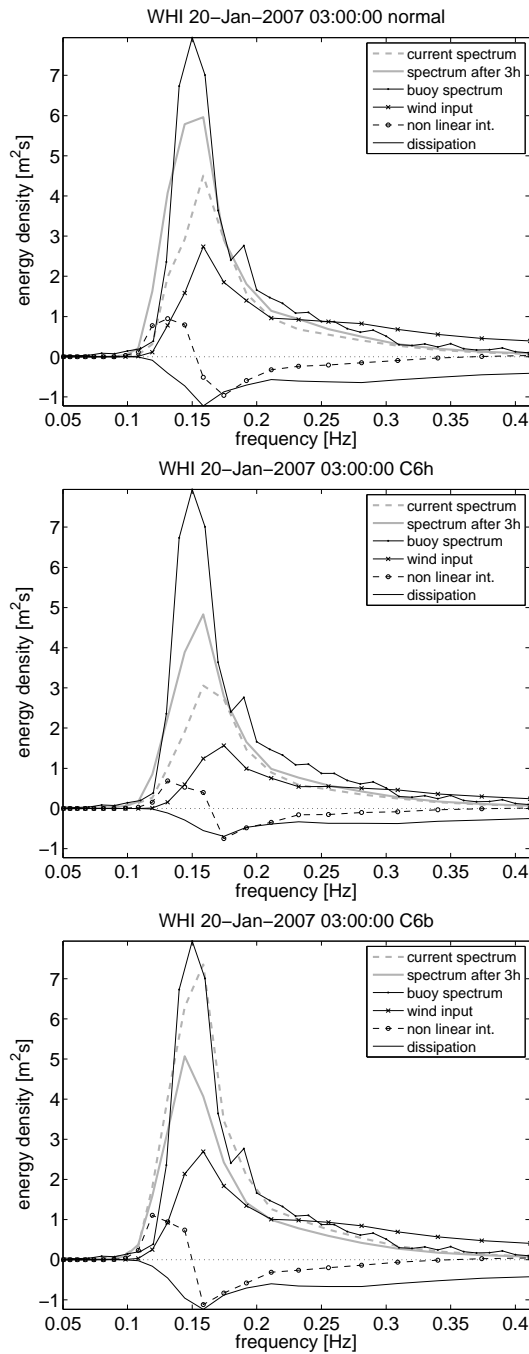 WHI 20−Jan−2007 03:00:00 normal
7
6
5
4
3
2
1
0
−1
energy density [m²s]
current spectrum
spectrum after 3h
buoy spectrum
wind input
non linear int.
dissipation
0.05 0.1 0.15 0.2 0.25 0.3 0.35 0.4
frequency [Hz]
WHI 20−Jan−2007 03:00:00 C6h
7
6
5
4
3
2
1
0
−1
energy density [m²s]
current spectrum
spectrum after 3h
buoy spectrum
wind input
non linear int.
dissipation
0.05 0.1 0.15 0.2 0.25 0.3 0.35 0.4
frequency [Hz]
WHI 20−Jan−2007 03:00:00 C6b
7
6
5
4
3
2
1
0
−1
energy density [m²s]
current spectrum
spectrum after 3h
buoy spectrum
wind input
non linear int.
dissipation
0.05 0.1 0.15 0.2 0.25 0.3 0.35 0.4
frequency [Hz]